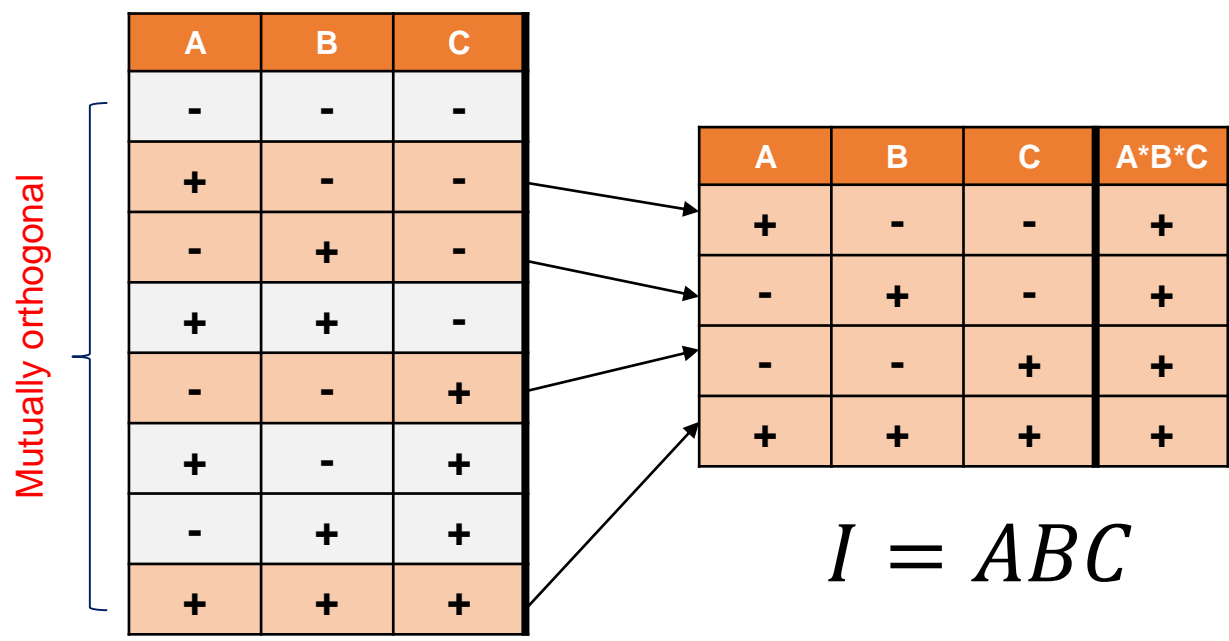 Mutually orthogonal
A B C
- - -
+ - -
- + -
+ + -
- - +
+ - +
- + +
+ + +
A B C A*B*C
+ - - +
- + - +
- - + +
+ + + +
I = ABC